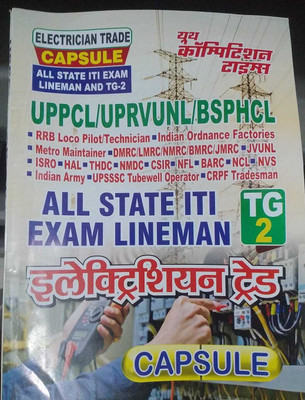 ELECTRICIAN TRADE
CAPSULE
ALL STATE ITI EXAM
LINEMAN AND TG-2
यूथ
कॉम्पिटिशन
टाइम्स
UPPCL/UPRVUNL/BSPHCL
▪RRB Loco Pilot/Technician ▪Indian Ordnance Factories
▪Metro Maintainer ▪DMRC/LMRC/NMRC/BMRC/JMRC ▪JVUNL
▪ISRO ▪HAL ▪THDC ▪NMDC ▪CSIR ▪NFL ▪BARC ▪NCL ▪NVS
▪Indian Army ▪UPSSSC Tubewell Operator ▪CRPF Tradesman
ALL STATE ITI
EXAM LINEMAN
TG
2
इलेक्ट्रिशियन ट्रेड
CAPSULE